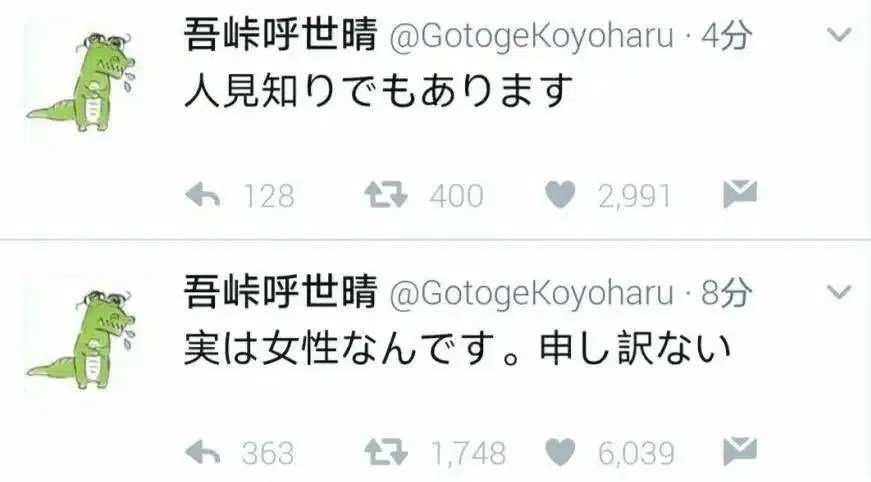 吾峠呼世晴 @GotogeKoyoharu · 4分
人見知りでもあります
128 400 2,991
吾峠呼世晴 @GotogeKoyoharu · 8分
実は女性なんです。申し訳ない
363 1,748 6,039